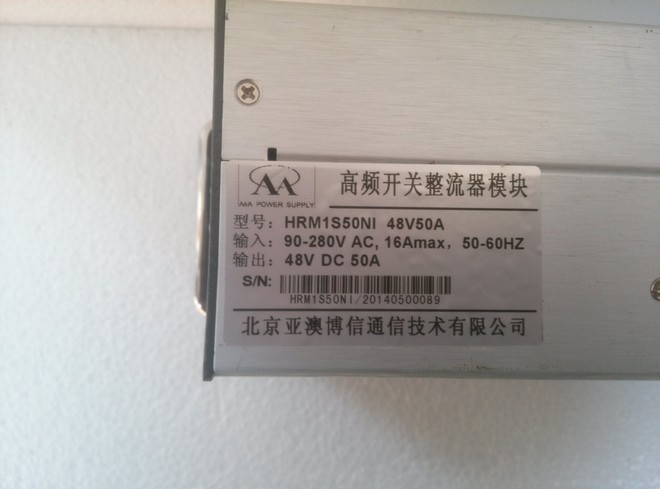 AA
A&A POWER SUPPLY
高频开关整流器模块
型号: HRM1S50NI 48V50A
输入: 90-280V AC, 16Amax, 50-60HZ
输出: 48V DC 50A
S/N:
HRM1S50NI/20140500089
北京亚澳博信通信技术有限公司